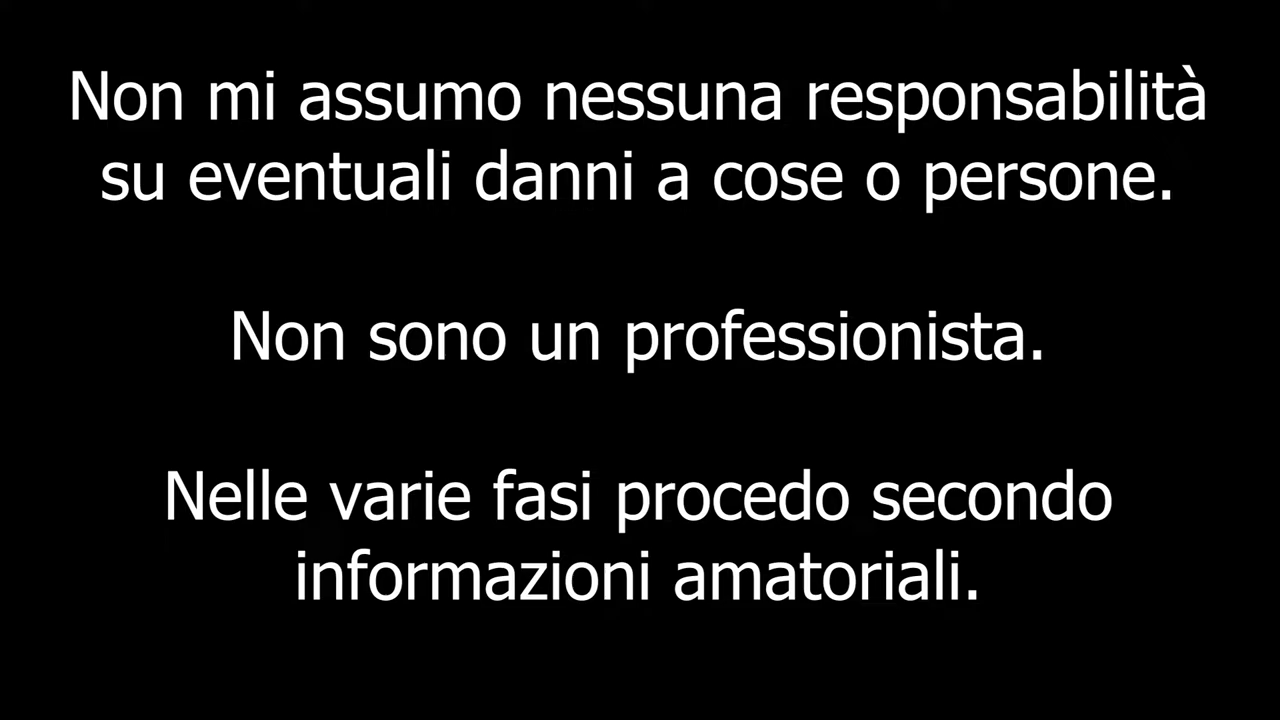 Non mi assumo nessuna responsabilità
su eventuali danni a cose o persone.
Non sono un professionista.
Nelle varie fasi procedo secondo
informazioni amatoriali.